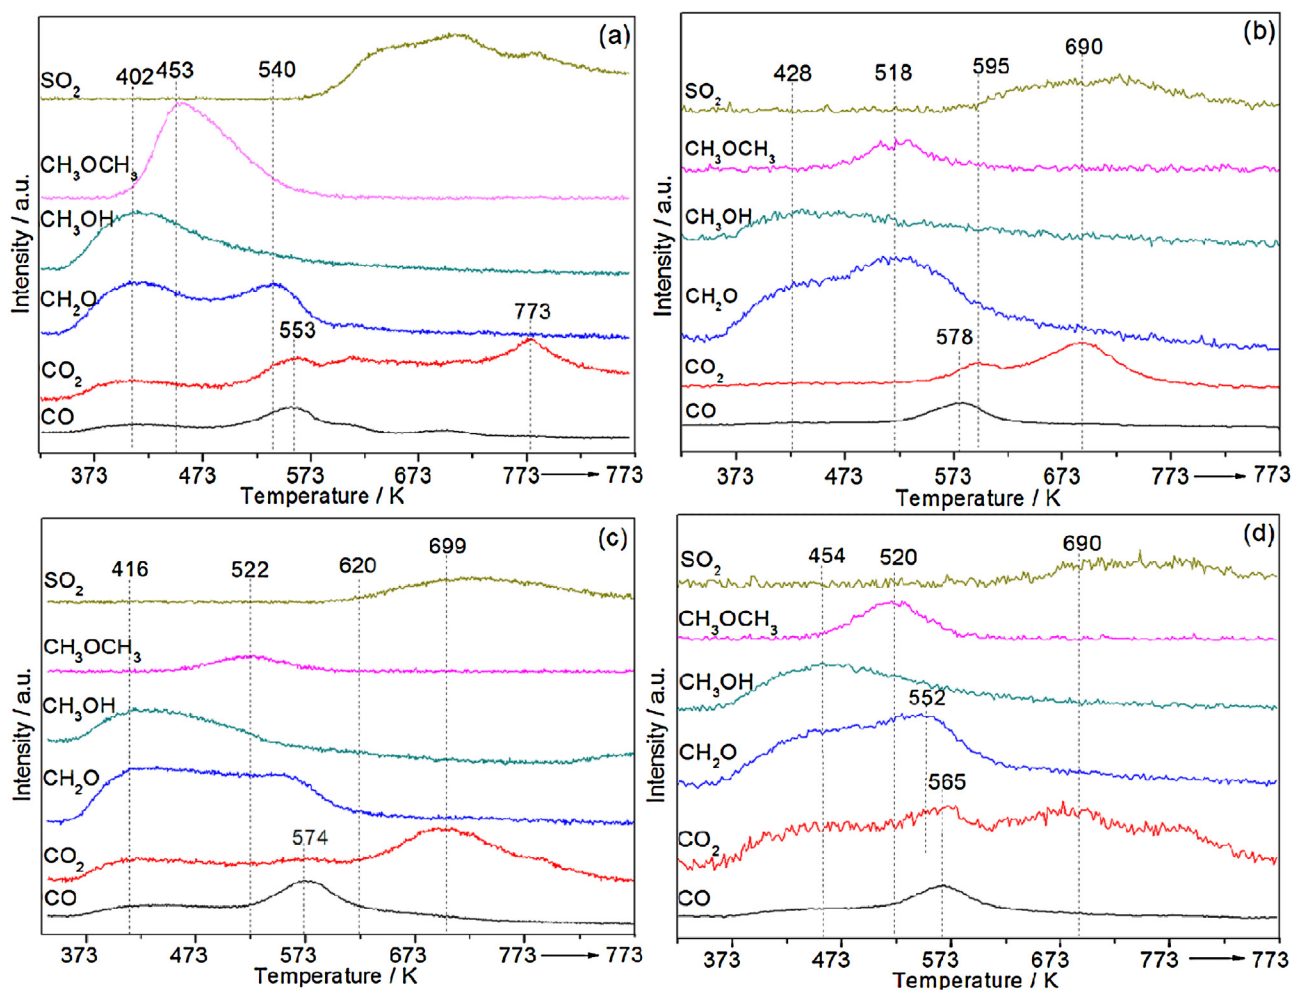 (a)
402 453 540
SO2
CH3OCH3
CH3OH
CH2O
553 773
CO2
CO
Intensity / a.u.
373 473 573 673 773 773
Temperature / K
(b)
428 518 595 690
SO2
CH3OCH3
CH3OH
CH2O
578
CO2
CO
Intensity / a.u.
373 473 573 673 773 773
Temperature / K
(c)
416 522 620 699
SO2
CH3OCH3
CH3OH
CH2O
574
CO2
CO
Intensity / a.u.
373 473 573 673 773 773
Temperature / K
(d)
454 520 690
SO2
CH3OCH3
CH3OH
552
CH2O
565
CO2
CO
Intensity / a.u.
373 473 573 673 773 773
Temperature / K